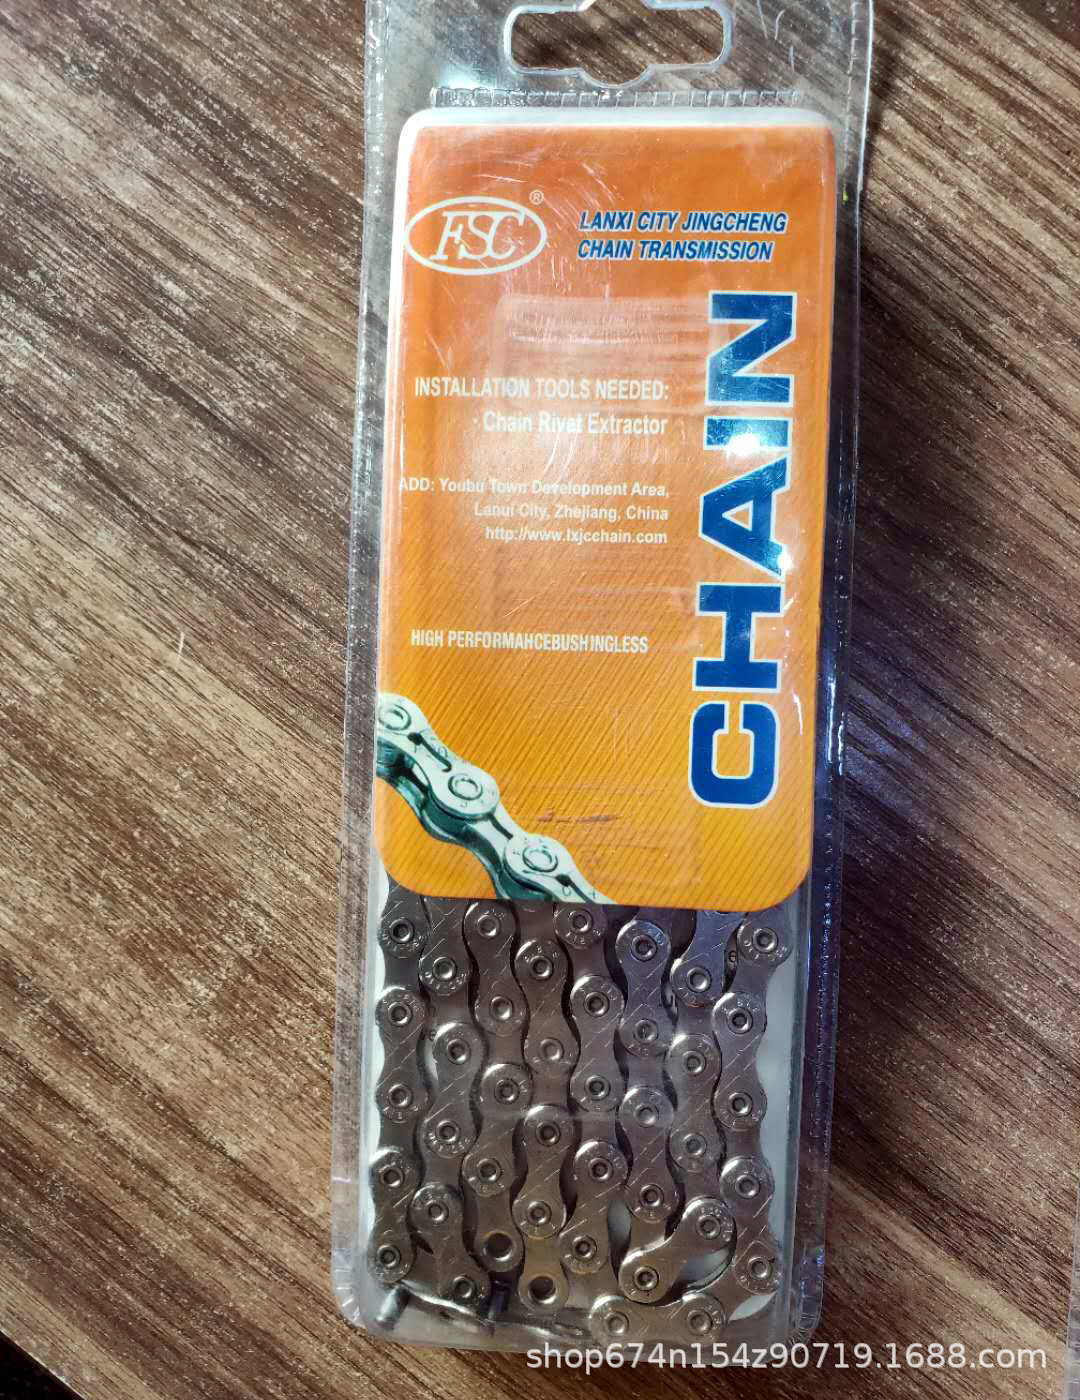 FSC®
LANXI CITY JINGCHENG
CHAIN TRANSMISSION
CHAIN
INSTALLATION TOOLS NEEDED:
· Chain Rivet Extractor
ADD: Youbu Town Development Area,
Lanui City, Zhejiang, China
http://www.lxjcchain.com
HIGH PERFORMAHCEBUSHINGLESS
shop674n154z90719.1688.com